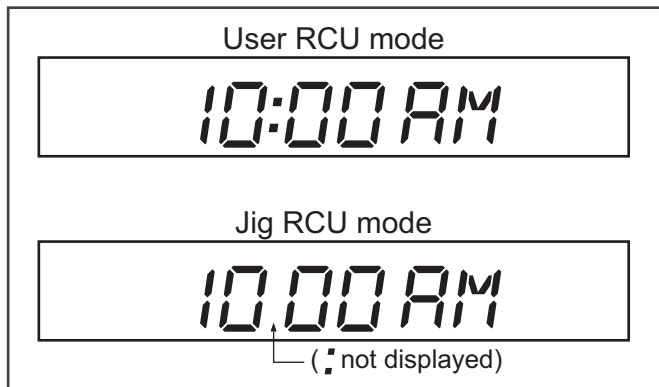 User RCU mode
10:00 AM
Jig RCU mode
10 00 AM
( : not displayed)